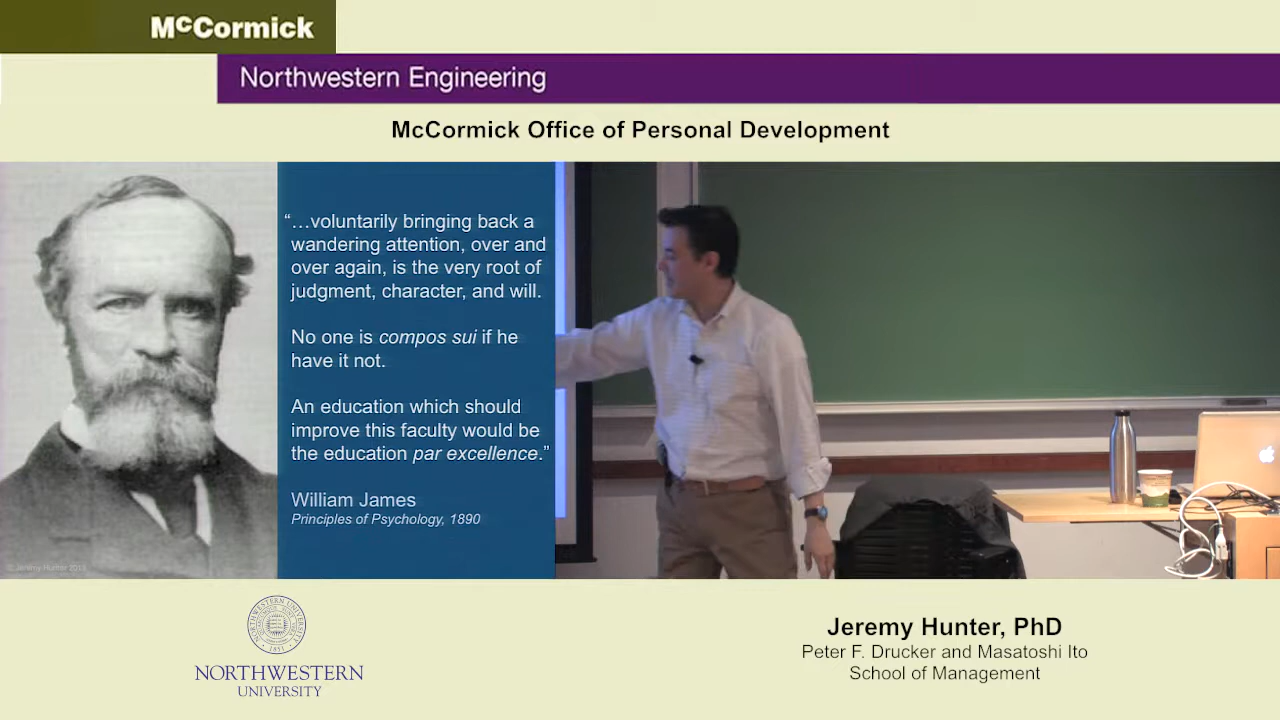 McCormick
Northwestern Engineering
McCormick Office of Personal Development
“…voluntarily bringing back a
wandering attention, over and
over again, is the very root of
judgment, character, and will.
No one is compos sui if he
have it not.
An education which should
improve this faculty would be
the education par excellence.”
William James
Principles of Psychology, 1890
NORTHWESTERN
UNIVERSITY
Jeremy Hunter, PhD
Peter F. Drucker and Masatoshi Ito
School of Management